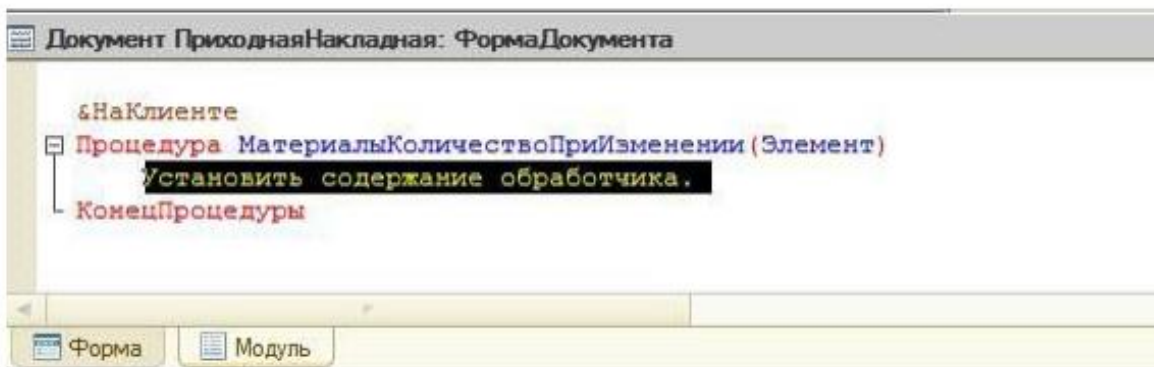 Документ ПриходнаяНакладная: ФормаДокумента
&НаКлиенте
Процедура МатериалыКоличествоПриИзменении(Элемент)
Установить содержание обработчика.
КонецПроцедуры
Форма
Модуль